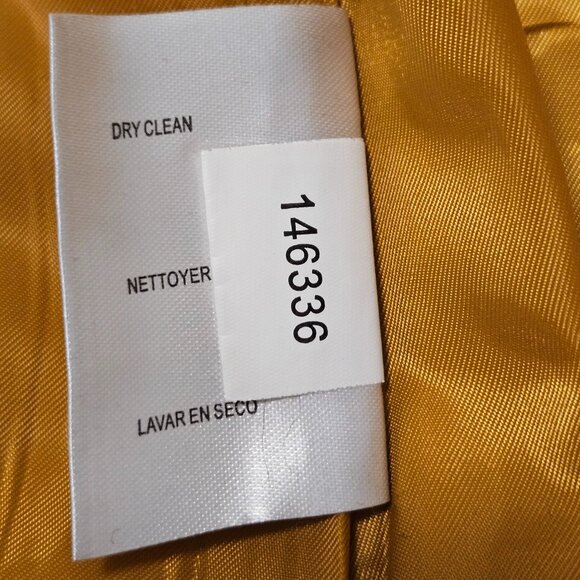 DRY CLEAN
146336
NETTOYER
LAVAR EN SECO